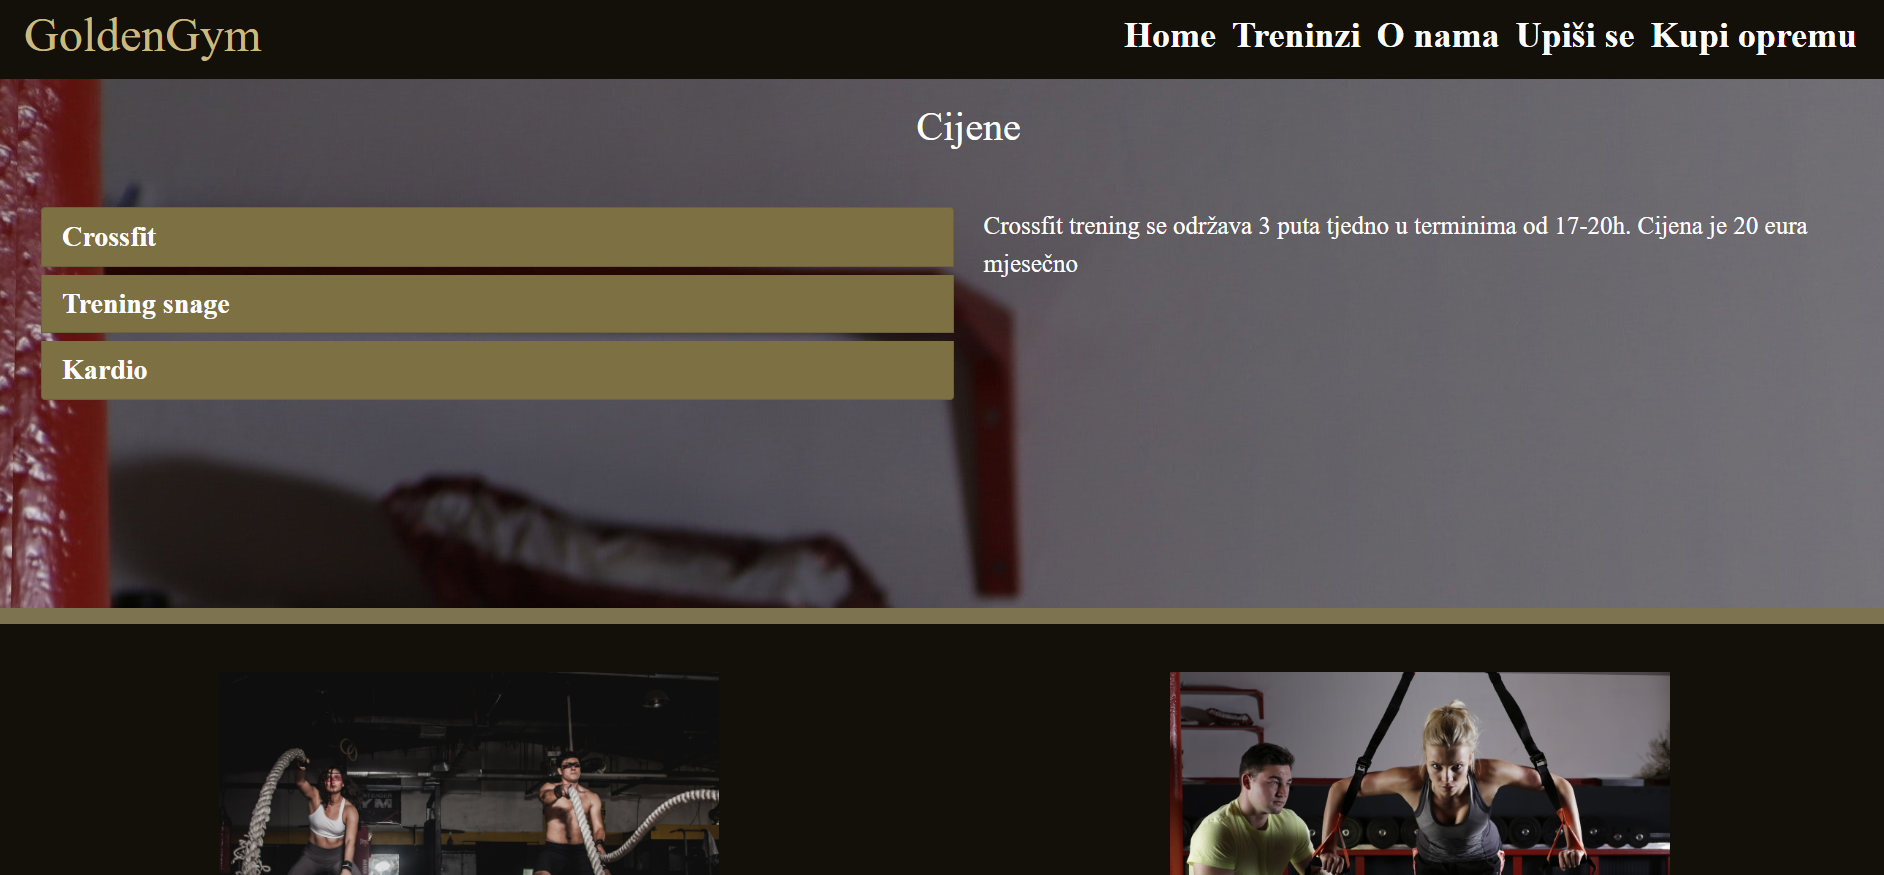 GoldenGym
Home Treninzi O nama Upiši se Kupi opremu
Cijene
Crossfit
Trening snage
Kardio
Crossfit trening se održava 3 puta tjedno u terminima od 17-20h. Cijena je 20 eura
mjesečno